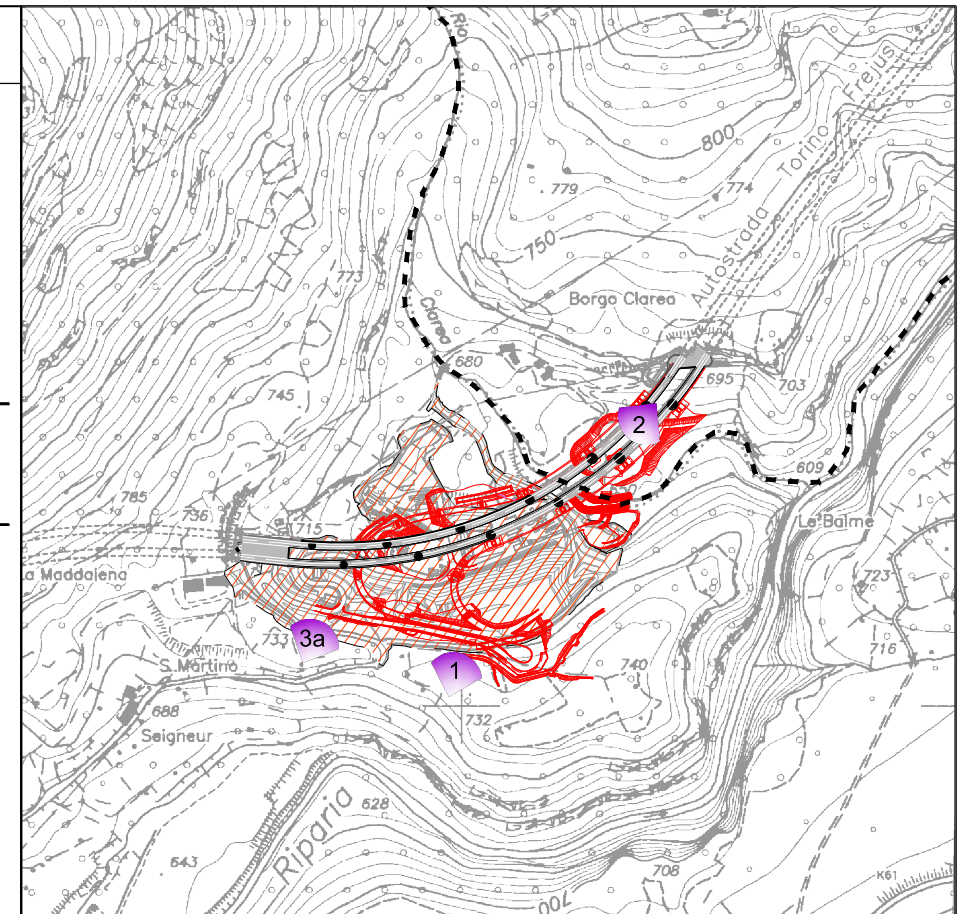 Rio
Frejus
800
Torino
779
774
750
Autostrada
773
Borgo Clarea
Clarea
680
695
703
745
2
609
785
736
715
Le Balme
La Maddalena
723
733
3a
716
S. Martino
1
740
688
732
Seigneur
628
Riparia
643
708
K61
700